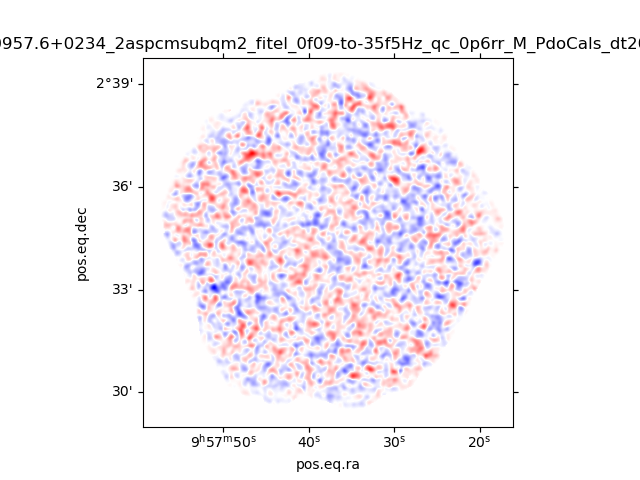 0957.6+0234_2aspcmsubqm2_fitel_0f09-to-35f5Hz_qc_0p6rr_M_PdoCals_dt20
2°39'
36'
33'
30'
pos.eq.dec
9h57m50s 40s 30s 20s
pos.eq.ra